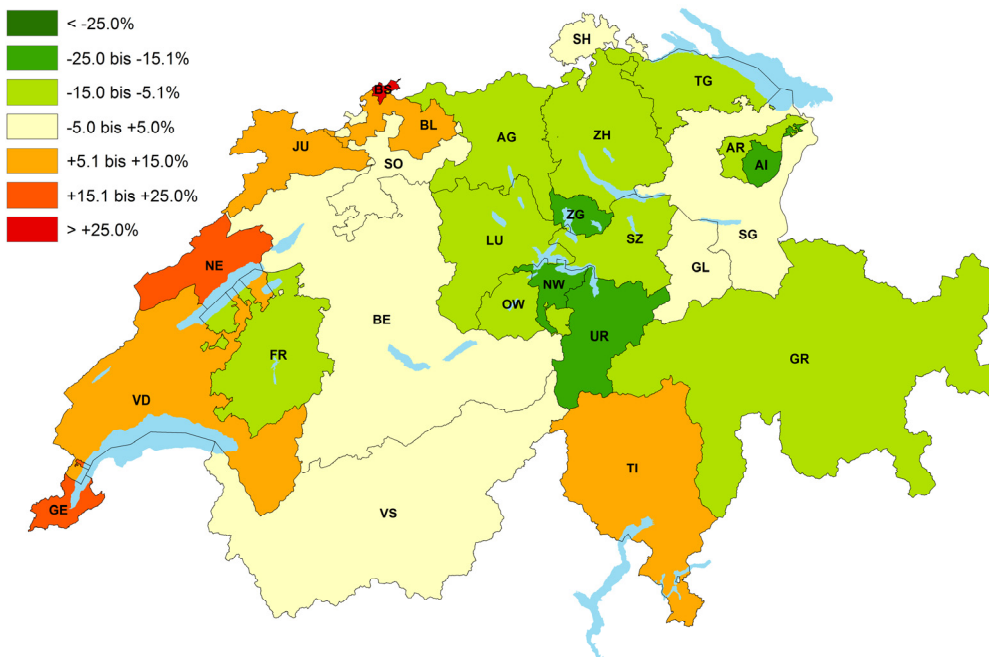 < -25.0%
-25.0 bis -15.1%
-15.0 bis -5.1%
-5.0 bis +5.0%
+5.1 bis +15.0%
+15.1 bis +25.0%
> +25.0%
SH
TG
BS
BL
AG
ZH
JU
SO
AR
AI
ZG
LU
SZ
SG
NE
GL
NW
OW
BE
UR
FR
GR
VD
TI
GE
VS